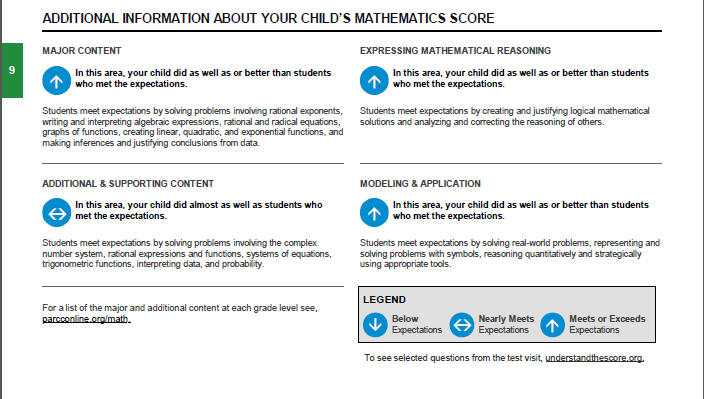 ADDITIONAL INFORMATION ABOUT YOUR CHILD'S MATHEMATICS SCORE
9
MAJOR CONTENT
In this area, your child did as well as or better than students
who met the expectations.
Students meet expectations by solving problems involving rational exponents,
writing and interpreting algebraic expressions, rational and radical equations,
graphs of functions, creating linear, quadratic, and exponential functions, and
making inferences and justifying conclusions from data.
EXPRESSING MATHEMATICAL REASONING
In this area, your child did as well as or better than students
who met the expectations.
Students meet expectations by creating and justifying logical mathematical
solutions and analyzing and correcting the reasoning of others.
ADDITIONAL & SUPPORTING CONTENT
In this area, your child did almost as well as students who
met the expectations.
Students meet expectations by solving problems involving the complex
number system, rational expressions and functions, systems of equations,
trigonometric functions, interpreting data, and probability.
MODELING & APPLICATION
In this area, your child did as well as or better than students
who met the expectations.
Students meet expectations by solving real-world problems, representing and
solving problems with symbols, reasoning quantitatively and strategically
using appropriate tools.
For a list of the major and additional content at each grade level see,
parcconline.org/math.
LEGEND
Below
Expectations
Nearly Meets
Expectations
Meets or Exceeds
Expectations
To see selected questions from the test visit, understandthescore.org.